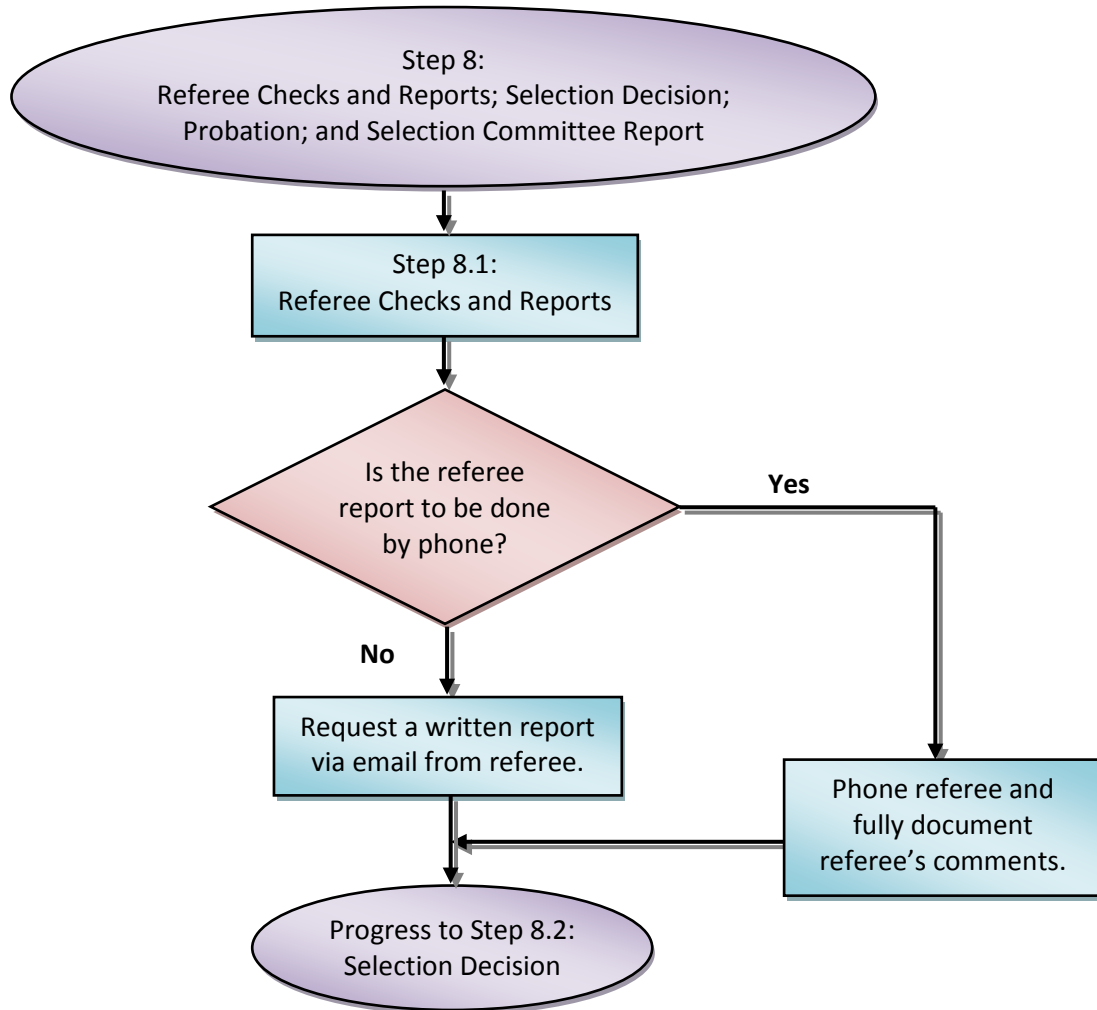 Step 8:
Referee Checks and Reports; Selection Decision;
Probation; and Selection Committee Report
Step 8.1:
Referee Checks and Reports
Is the referee
report to be done
by phone?
Yes
No
Request a written report
via email from referee.
Phone referee and
fully document
referee’s comments.
Progress to Step 8.2:
Selection Decision